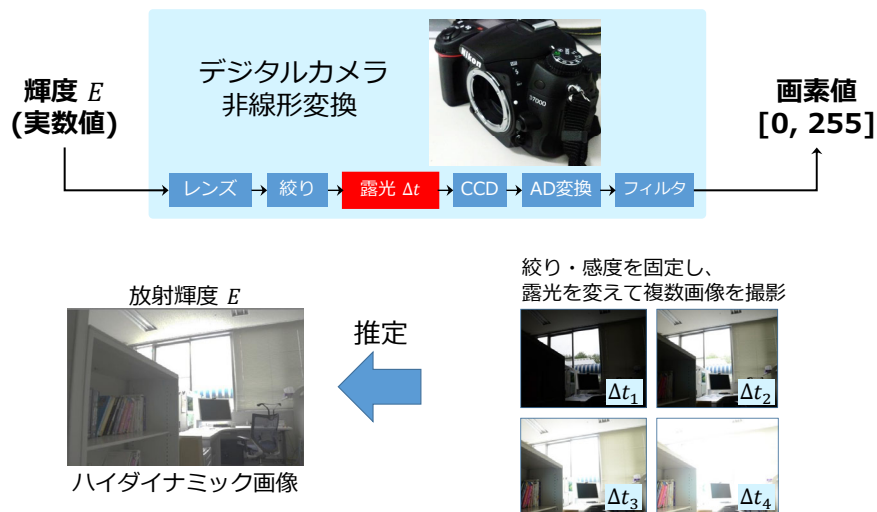 デジタルカメラ
非線形変換
輝度 E
(実数値)
Nikon
D7000
画素値
[0, 255]
レンズ
絞り
露光 Δt
CCD
AD変換
フィルタ
放射輝度 E
推定
ハイダイナミック画像
絞り・感度を固定し、
露光を変えて複数画像を撮影
Δt₁
Δt₂
Δt₃
Δt₄